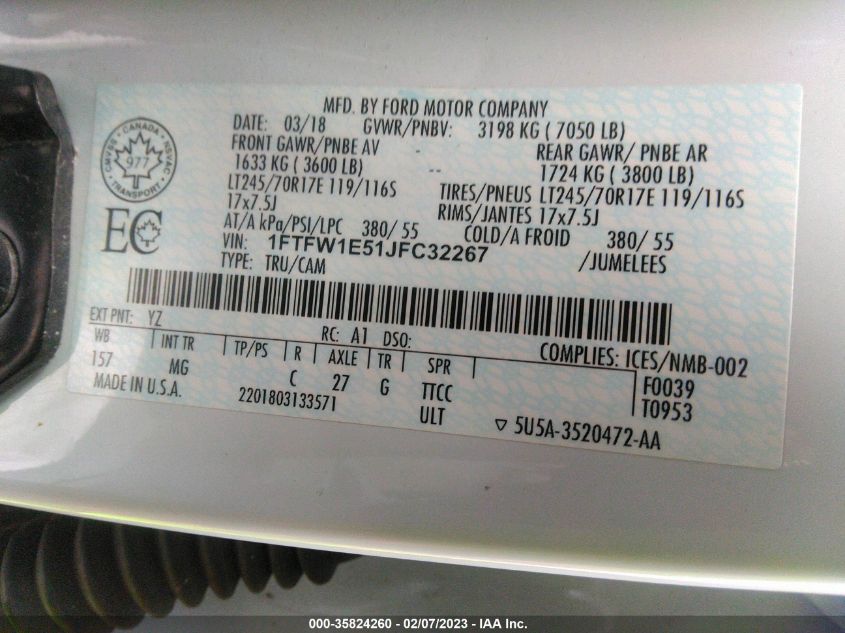 MFD. BY FORD MOTOR COMPANY
DATE: 03/18 GVWR/PNBV: 3198 KG ( 7050 LB)
FRONT GAWR/PNBE AV REAR GAWR/ PNBE AR
1633 KG ( 3600 LB) 1724 KG ( 3800 LB)
LT245/70R17E 119/116S TIRES/PNEUS LT245/70R17E 119/116S
17x7.5J RIMS/JANTES 17x7.5J
AT/A kPa/PSI/LPC 380/ 55 COLD/A FROID 380/ 55
VIN: 1FTFW1E51JFC32267 /JUMELEES
TYPE: TRU/CAM
CANADA
CMVSS NSVAC
977
TRANSPORT
EC
EXT PNT: YZ RC: A1 DSO: COMPLIES: ICES/NMB-002
WB INT TR TP/PS R AXLE TR SPR
157 MG C 27 G TTCC F0039
MADE IN U.S.A. 2201803133571 ULT T0953
5U5A-3520472-AA
000-35824260 - 02/07/2023 - IAA Inc.